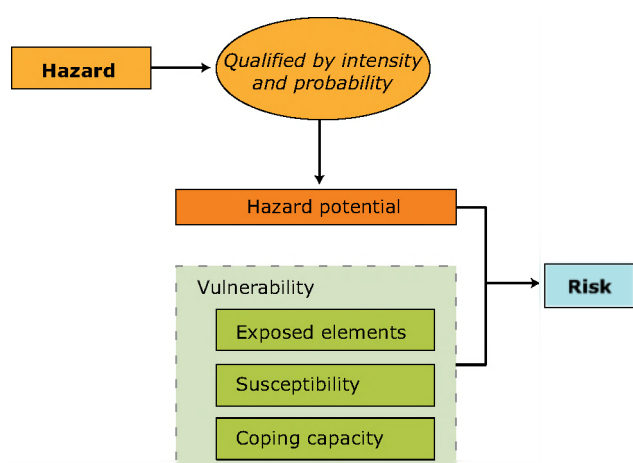 Hazard
Qualified by intensity
and probability
Hazard potential
Vulnerability
Exposed elements
Susceptibility
Coping capacity
Risk